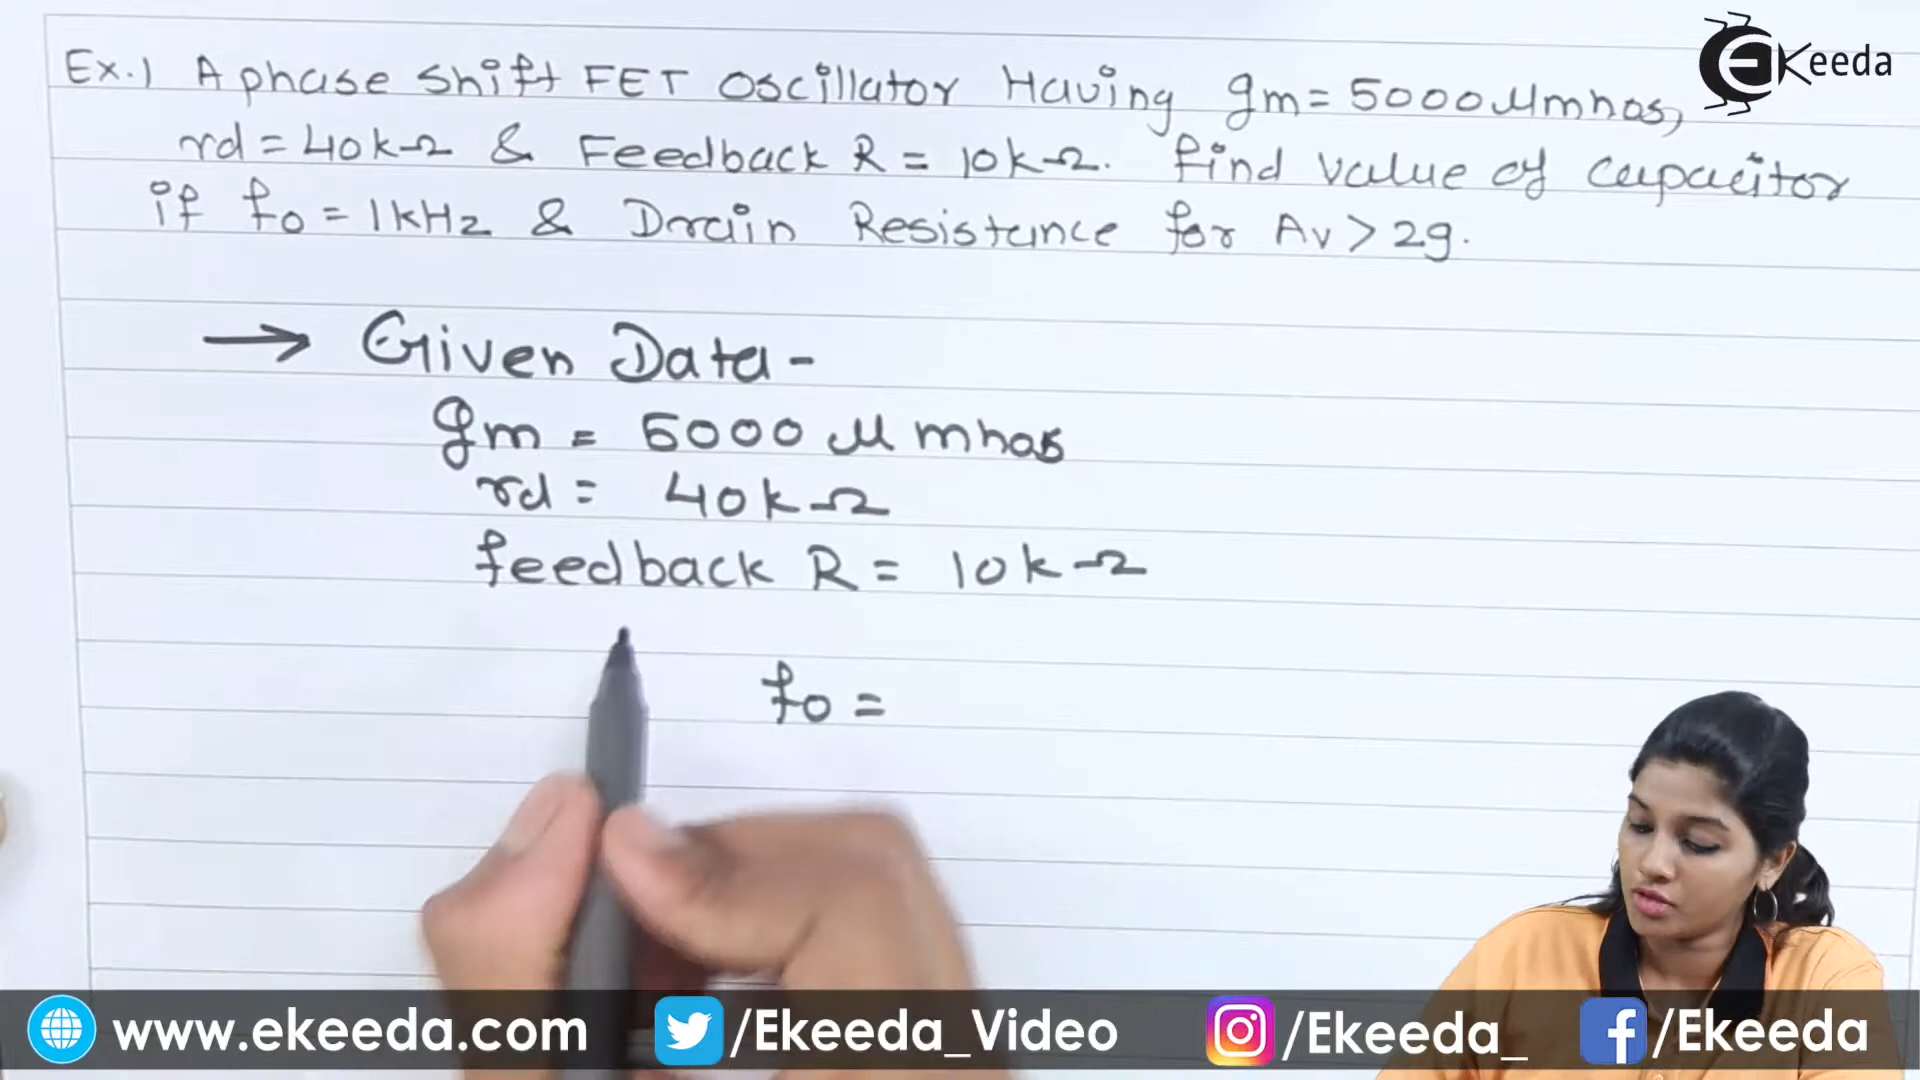 Ex.1 A phase Shift FET Oscillator Having gm = 5000 µmhos,
rd = 40kΩ & Feedback R = 10kΩ. find value of capacitor
if fo = 1kHz & Drain Resistance for Av > 29.
EKeeda
→ Given Data -
gm = 5000 µ mhos
rd = 40kΩ
feedback R = 10kΩ
fo =
www.ekeeda.com /Ekeeda_Video /Ekeeda_ /Ekeeda